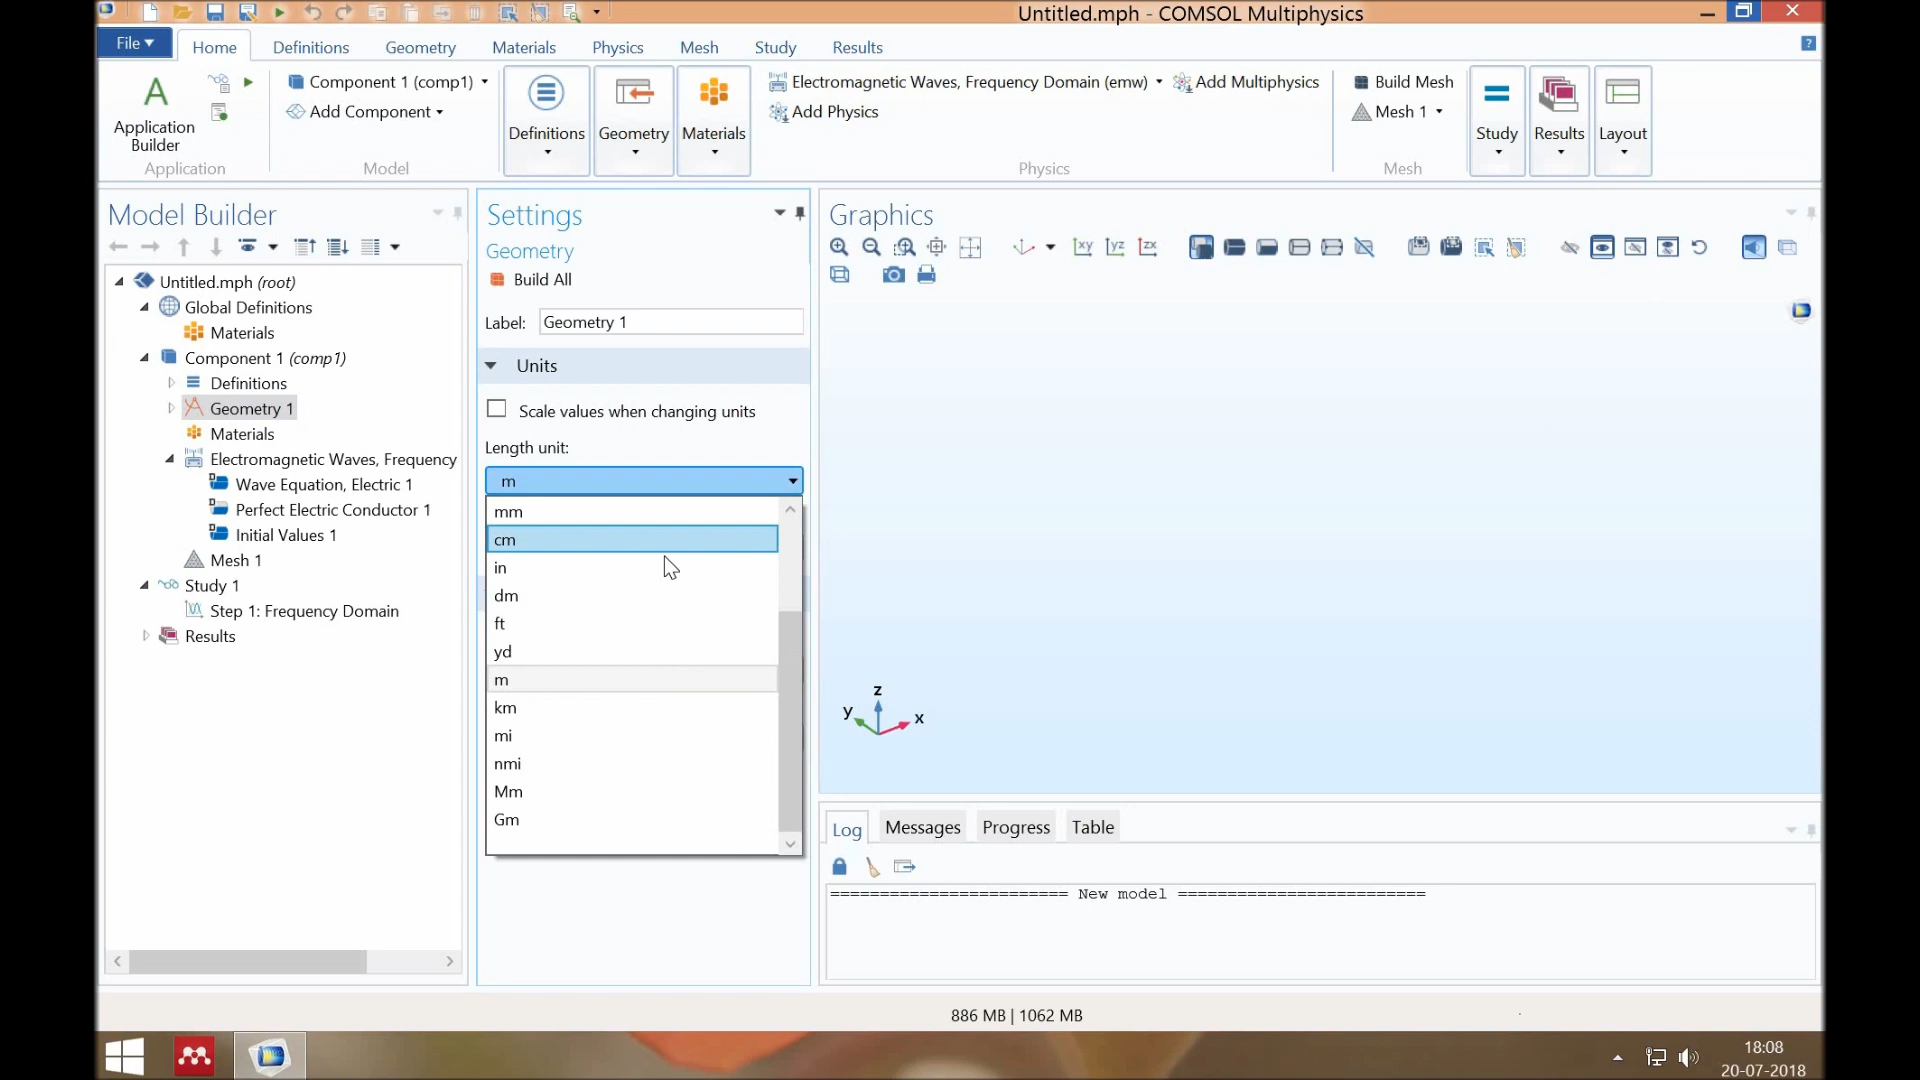 Untitled.mph - COMSOL Multiphysics
File
Home
Definitions
Geometry
Materials
Physics
Mesh
Study
Results
Application Builder
Application
Component 1 (comp1)
Add Component
Model
Definitions
Geometry
Materials
Electromagnetic Waves, Frequency Domain (emw)
Add Multiphysics
Add Physics
Physics
Build Mesh
Mesh 1
Mesh
Study
Results
Layout
Model Builder
Untitled.mph (root)
Global Definitions
Materials
Component 1 (comp1)
Definitions
Geometry 1
Materials
Electromagnetic Waves, Frequency
Wave Equation, Electric 1
Perfect Electric Conductor 1
Initial Values 1
Mesh 1
Study 1
Step 1: Frequency Domain
Results
Settings
Geometry
Build All
Label: Geometry 1
Units
Scale values when changing units
Length unit:
m
mm
cm
in
dm
ft
yd
m
km
mi
nmi
Mm
Gm
Graphics
xy
yz
zx
z
y
x
Log
Messages
Progress
Table
======================== New model =========================
886 MB | 1062 MB
18:08
20-07-2018